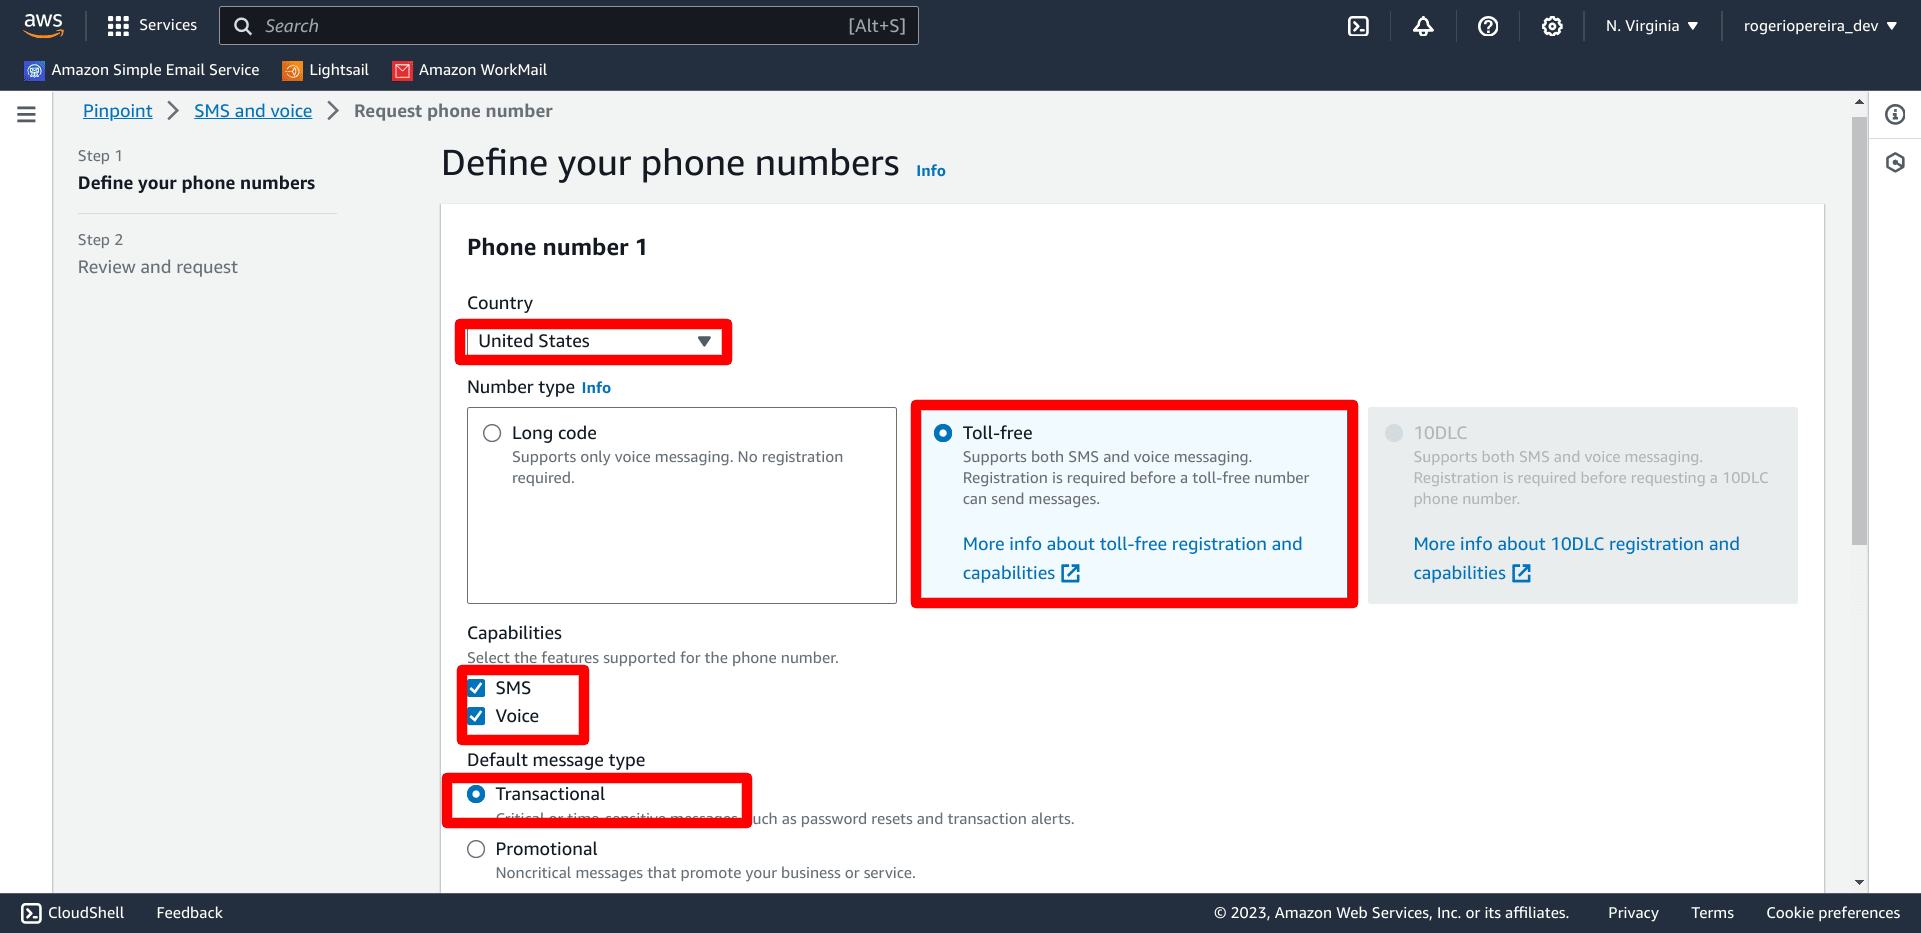 aws
Services
Search
[Alt+S]
N. Virginia
rogeriopereira_dev
Amazon Simple Email Service
Lightsail
Amazon WorkMail
Pinpoint
SMS and voice
Request phone number
Step 1
Define your phone numbers
Step 2
Review and request
Define your phone numbers Info
Phone number 1
Country
United States
Number type Info
Long code
Supports only voice messaging. No registration
required.
Toll-free
Supports both SMS and voice messaging.
Registration is required before a toll-free number
can send messages.
More info about toll-free registration and
capabilities
10DLC
Supports both SMS and voice messaging.
Registration is required before requesting a 10DLC
phone number.
More info about 10DLC registration and
capabilities
Capabilities
Select the features supported for the phone number.
SMS
Voice
Default message type
Transactional
Critical or time-sensitive messages such as password resets and transaction alerts.
Promotional
Noncritical messages that promote your business or service.
CloudShell
Feedback
© 2023, Amazon Web Services, Inc. or its affiliates.
Privacy
Terms
Cookie preferences